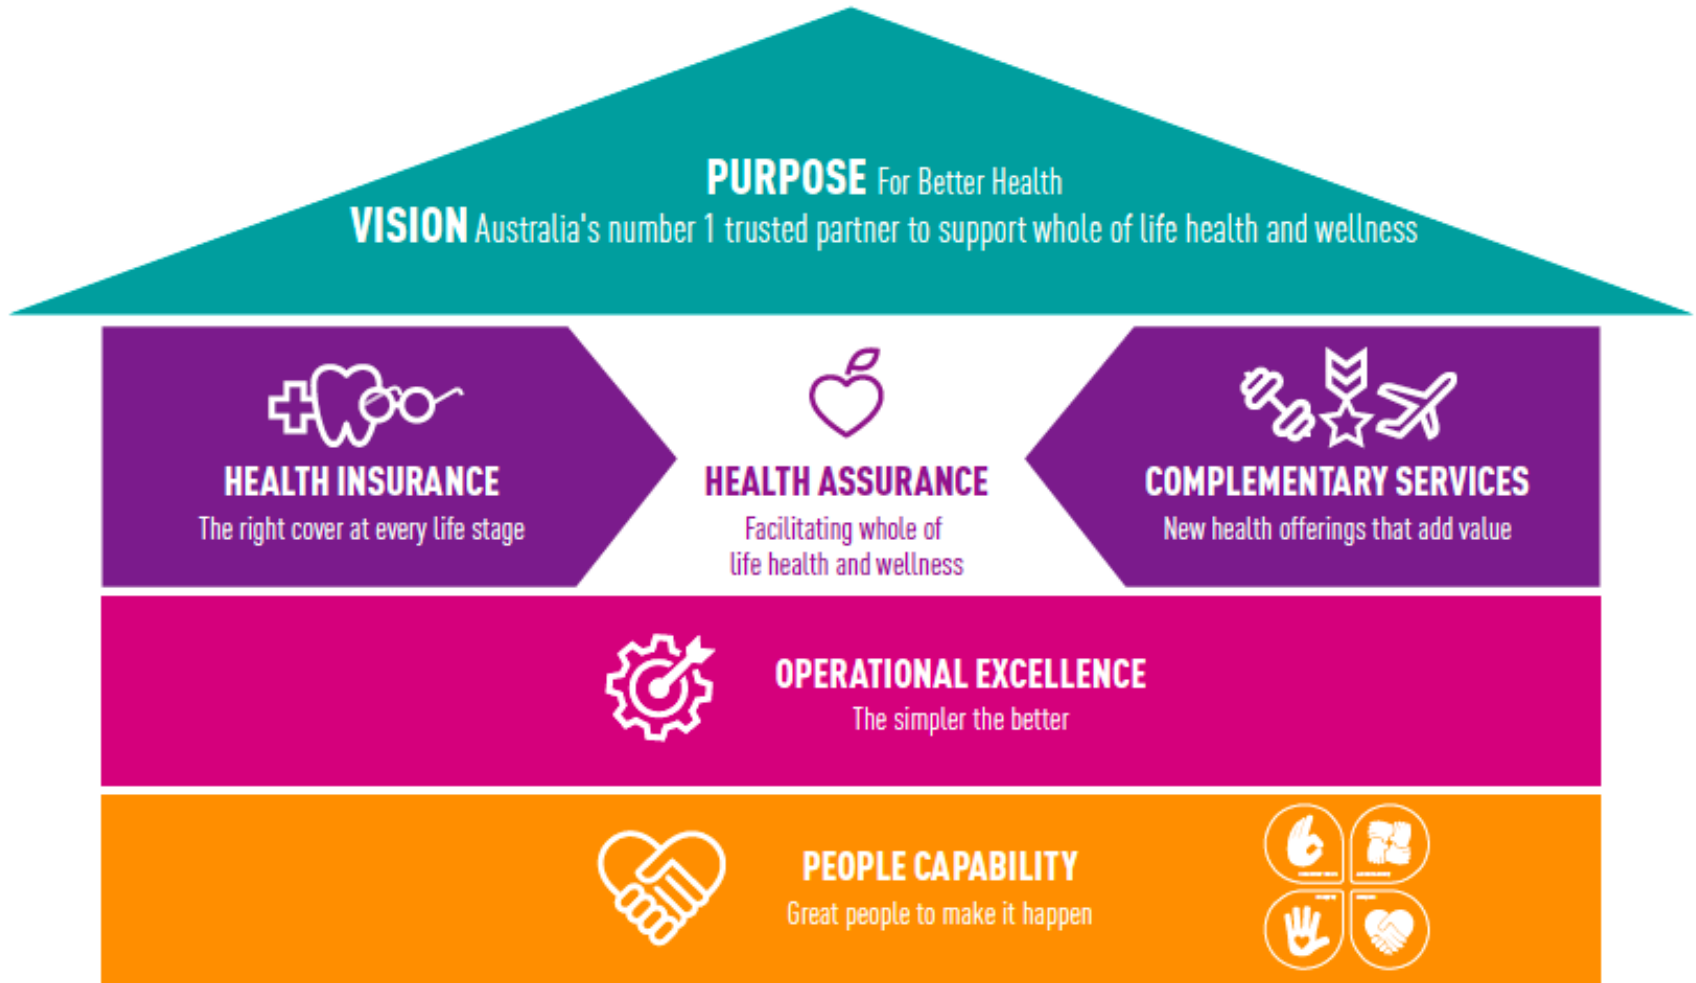 PURPOSE For Better Health
VISION Australia's number 1 trusted partner to support whole of life health and wellness
HEALTH INSURANCE
The right cover at every life stage
HEALTH ASSURANCE
Facilitating whole of
life health and wellness
COMPLEMENTARY SERVICES
New health offerings that add value
OPERATIONAL EXCELLENCE
The simpler the better
PEOPLE CAPABILITY
Great people to make it happen